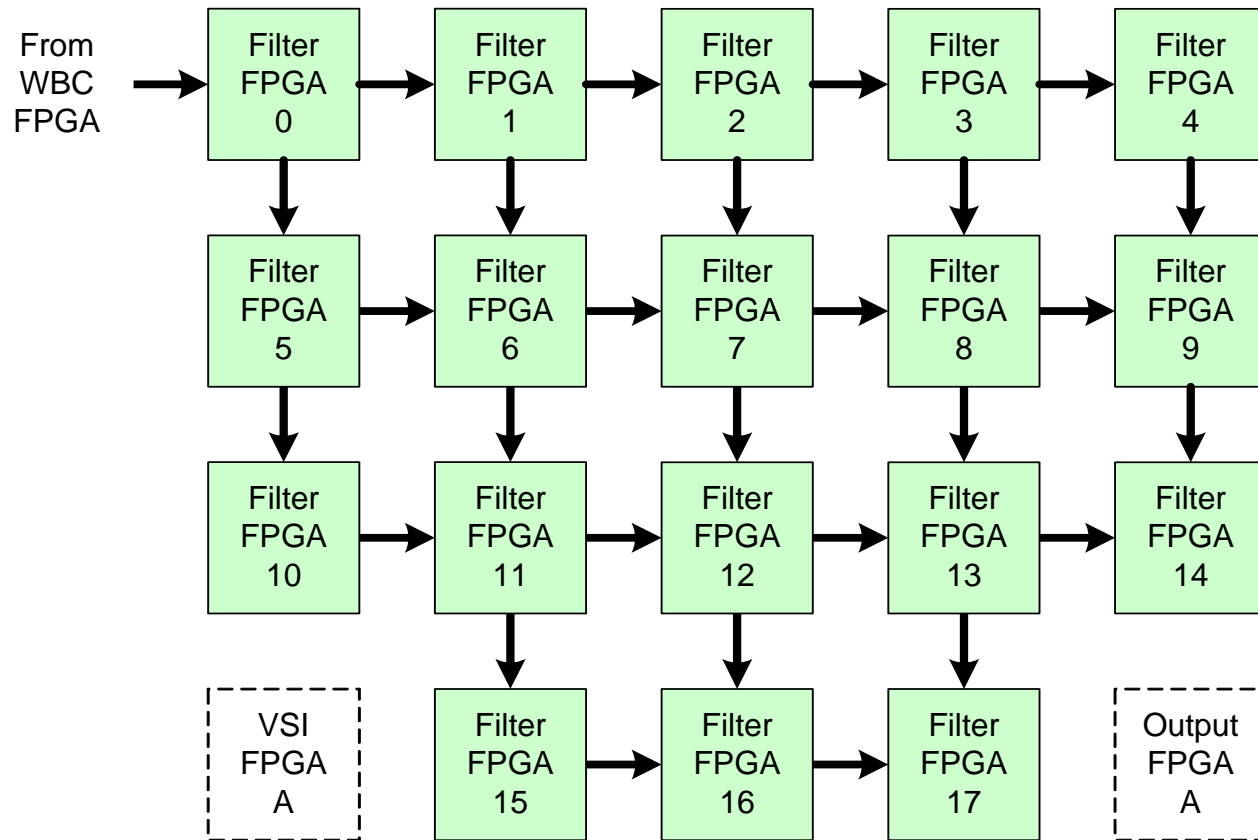 From
WBC
FPGA
Filter
FPGA
0
Filter
FPGA
1
Filter
FPGA
2
Filter
FPGA
3
Filter
FPGA
4
Filter
FPGA
5
Filter
FPGA
6
Filter
FPGA
7
Filter
FPGA
8
Filter
FPGA
9
Filter
FPGA
10
Filter
FPGA
11
Filter
FPGA
12
Filter
FPGA
13
Filter
FPGA
14
VSI
FPGA
A
Filter
FPGA
15
Filter
FPGA
16
Filter
FPGA
17
Output
FPGA
A